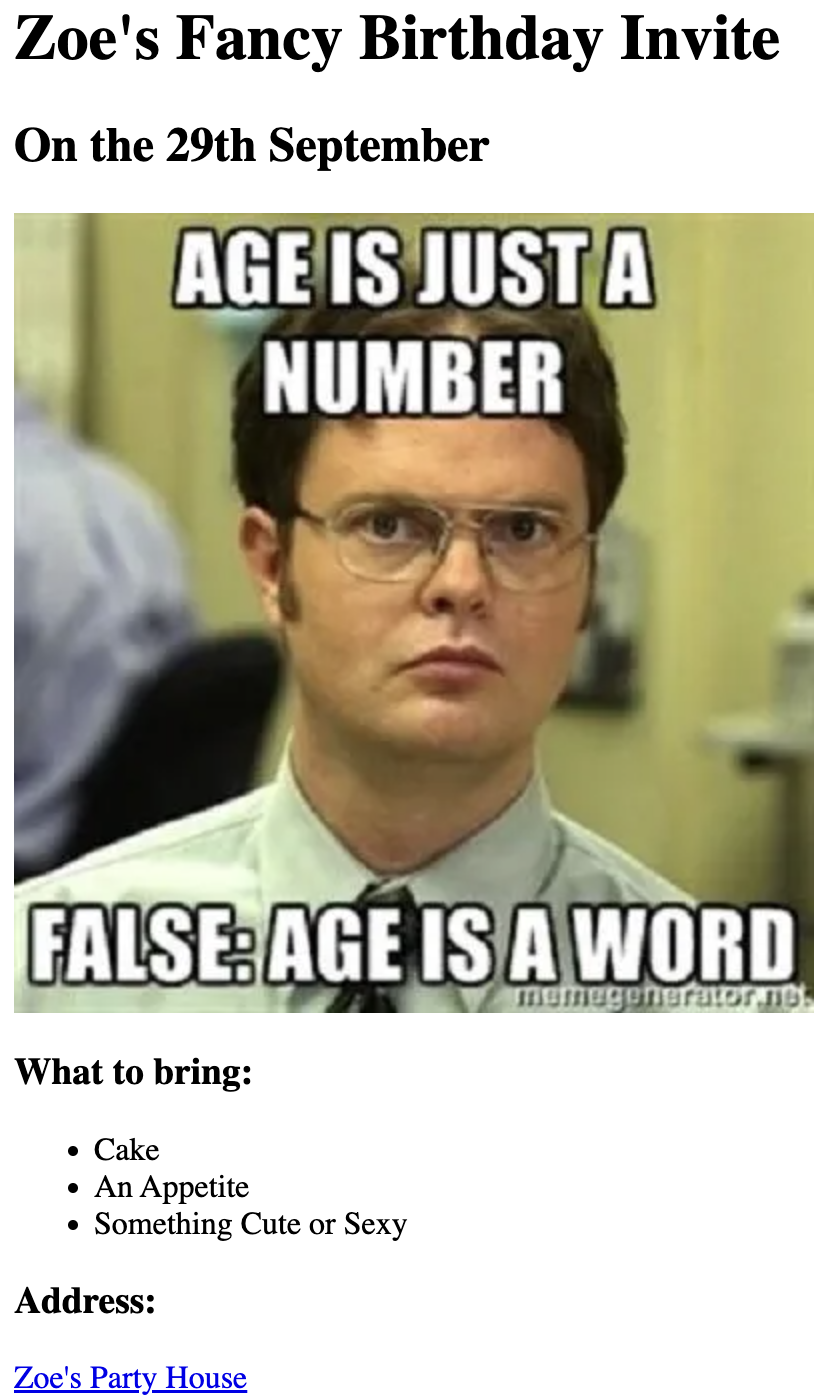 Zoe's Fancy Birthday Invite
On the 29th September
AGE IS JUST A
NUMBER
FALSE: AGE IS A WORD
memegenerator.net
What to bring:
Cake
An Appetite
Something Cute or Sexy
Address:
Zoe's Party House